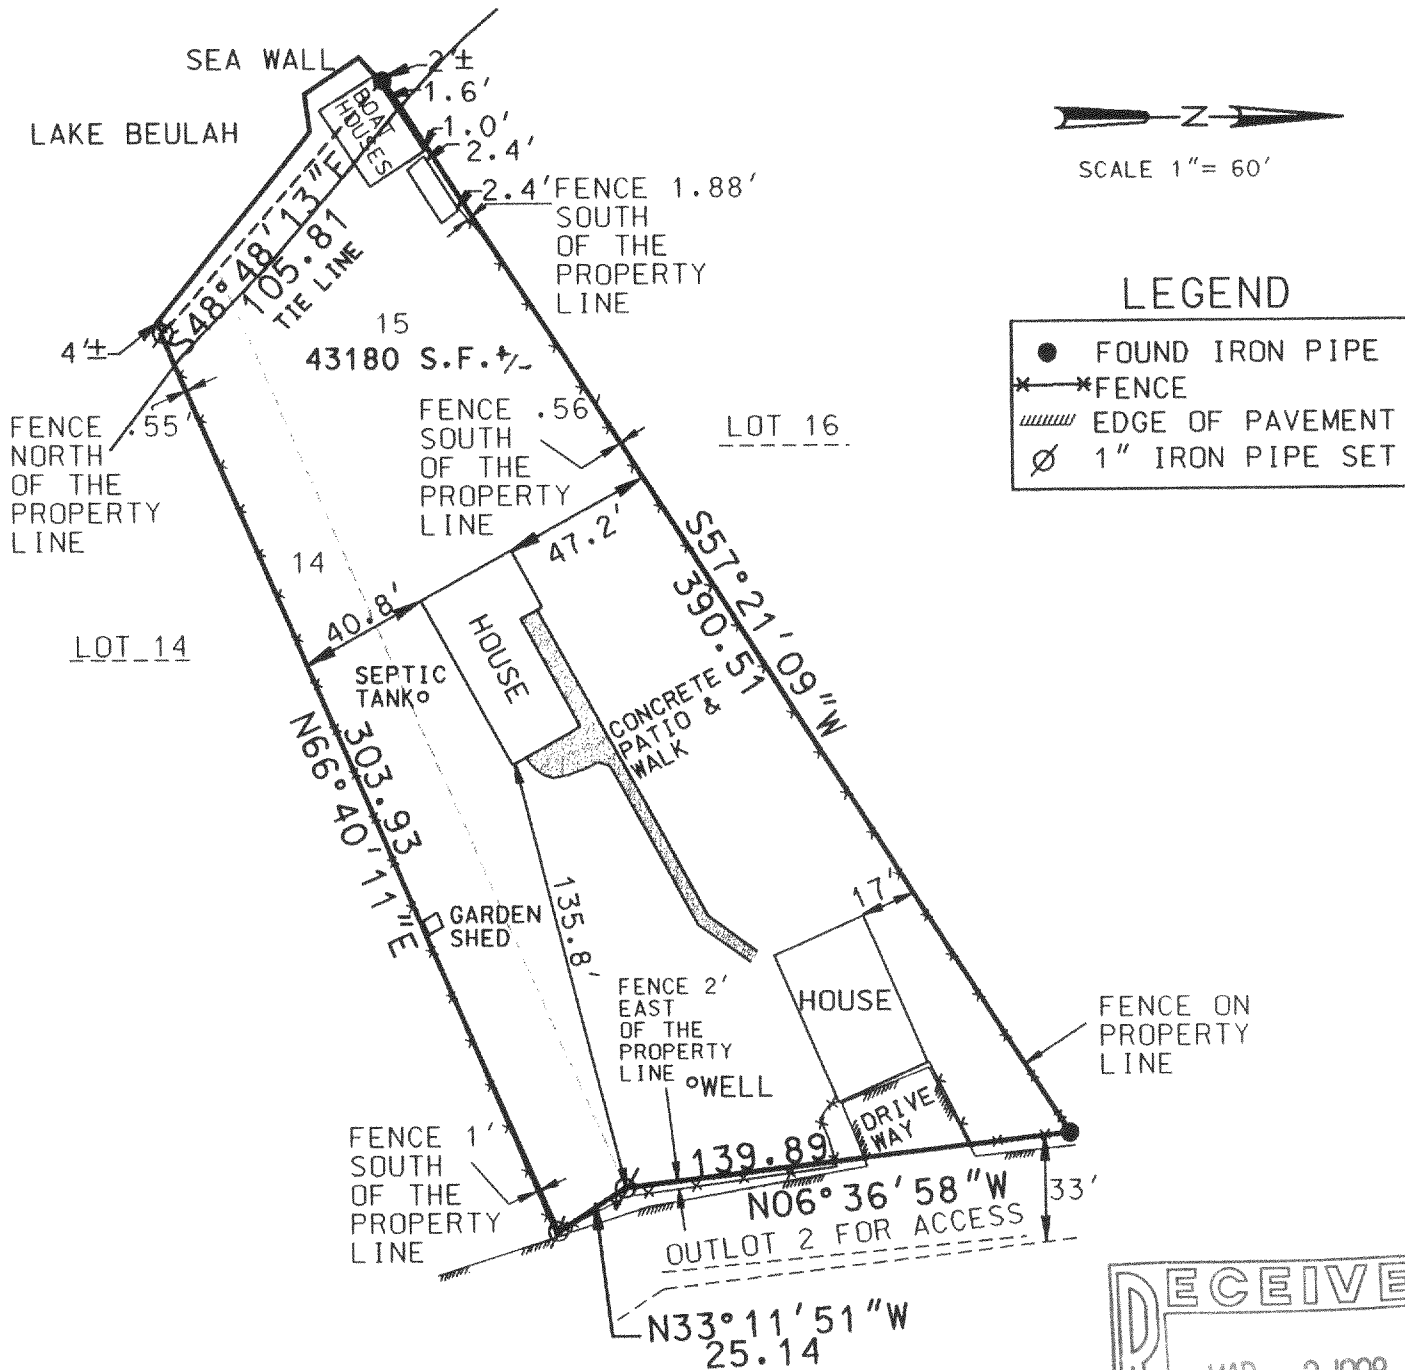 SEA WALL
2'±
1.6'
LAKE BEULAH
BOAT
HOUSES
1.0'
2.4'
2.4'
Z
SCALE 1"= 60'
FENCE 1.88'
SOUTH
OF THE
PROPERTY
LINE
S48°48'13"E
105.81
TIE LINE
4'±
15
43180 S.F.+/-
LEGEND
FOUND IRON PIPE
FENCE
EDGE OF PAVEMENT
1" IRON PIPE SET
FENCE .55'
NORTH
OF THE
PROPERTY
LINE
FENCE .56'
SOUTH
OF THE
PROPERTY
LINE
LOT 16
14
LOT 14
40.8'
47.2'
HOUSE
SEPTIC
TANK
S57°21'09"W
390.51
CONCRETE
PATIO &
WALK
303.93
N66°40'11"E
135.8'
GARDEN
SHED
17'
HOUSE
FENCE 2'
EAST
OF THE
PROPERTY
LINE
WELL
FENCE ON
PROPERTY
LINE
DRIVE
WAY
FENCE 1'
SOUTH
OF THE
PROPERTY
LINE
139.89
N06°36'58"W
33'
OUTLOT 2 FOR ACCESS
N33°11'51"W
25.14
RECEIVE